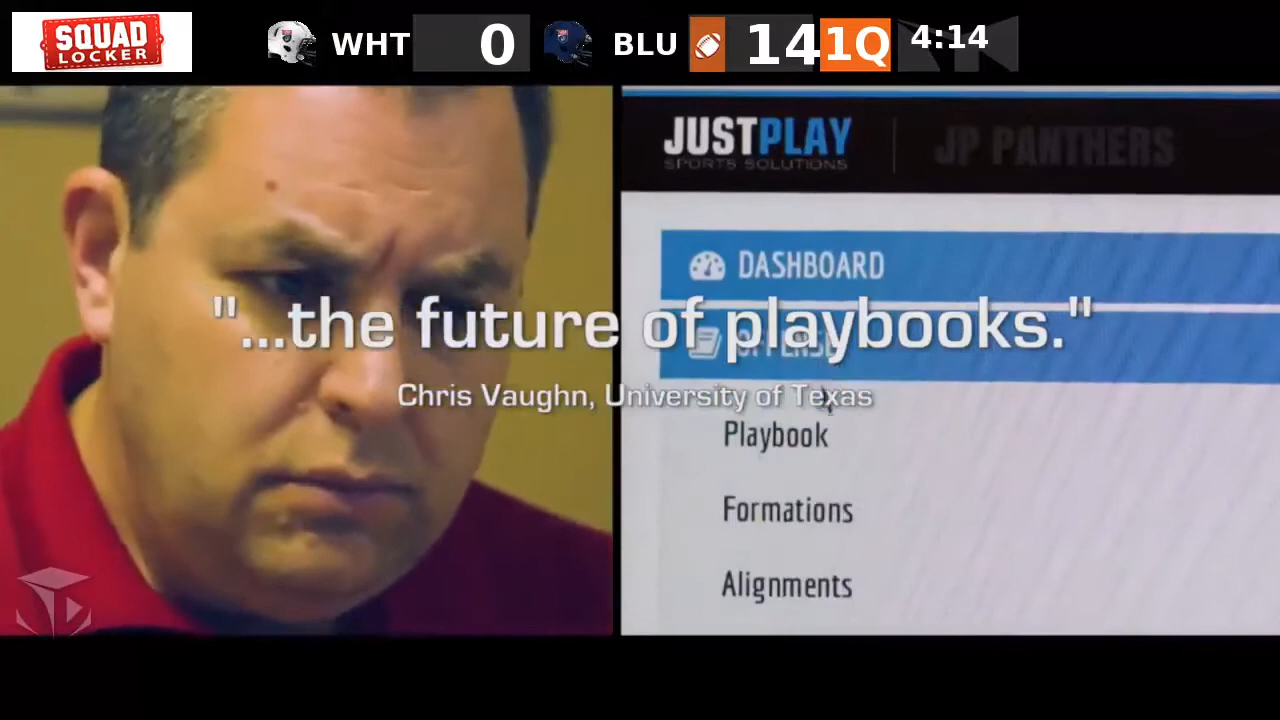 SQUAD
LOCKER
WHT 0 BLU 14 1Q 4:14
JUSTPLAY
SPORTS SOLUTIONS
JP PANTHERS
DASHBOARD
OFFENSE
"...the future of playbooks."
Chris Vaughn, University of Texas
Playbook
Formations
Alignments